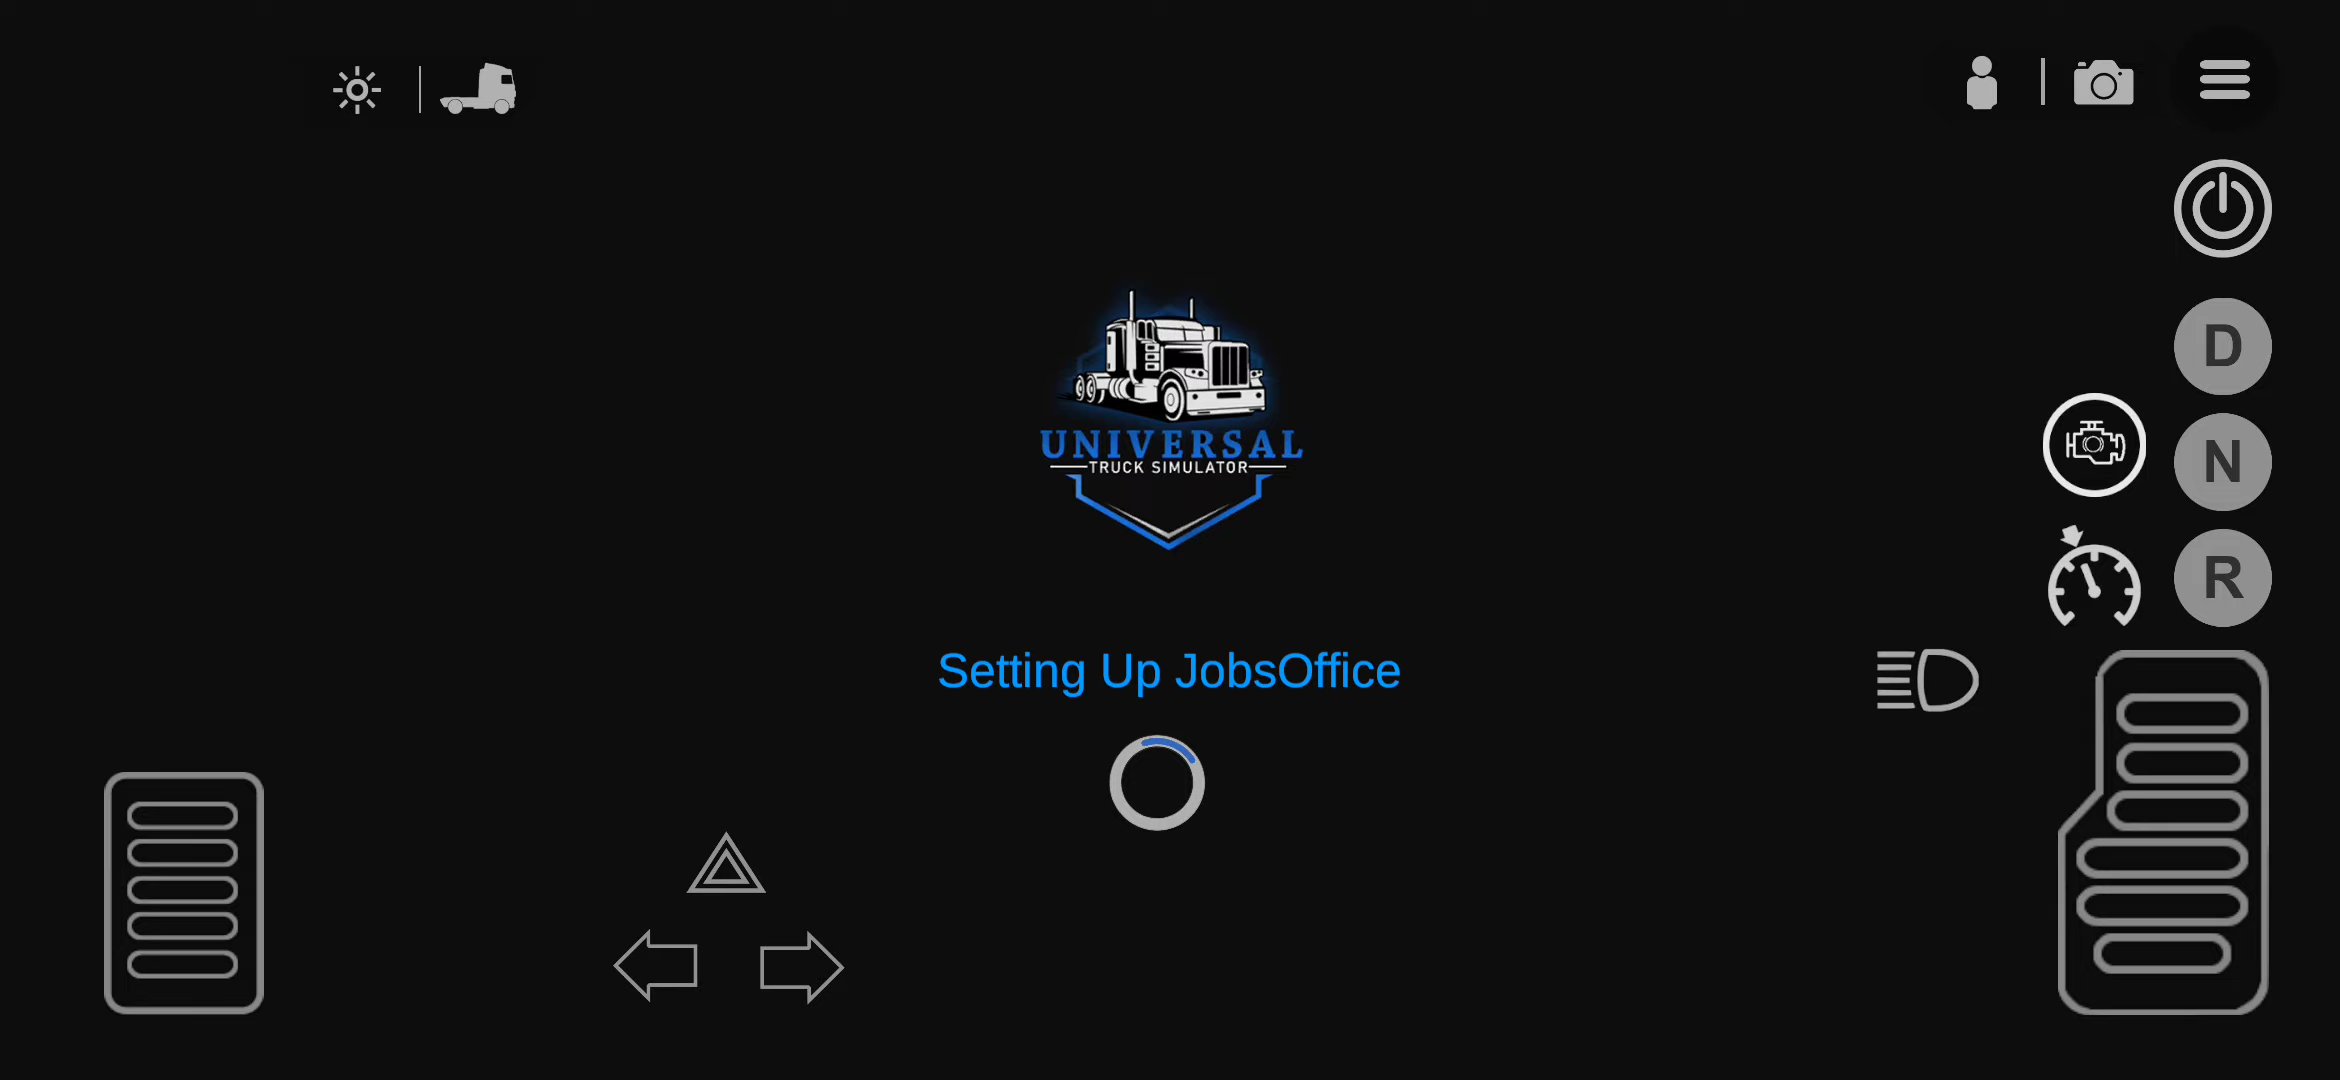 D
UNIVERSAL
TRUCK SIMULATOR
N
R
Setting Up JobsOffice